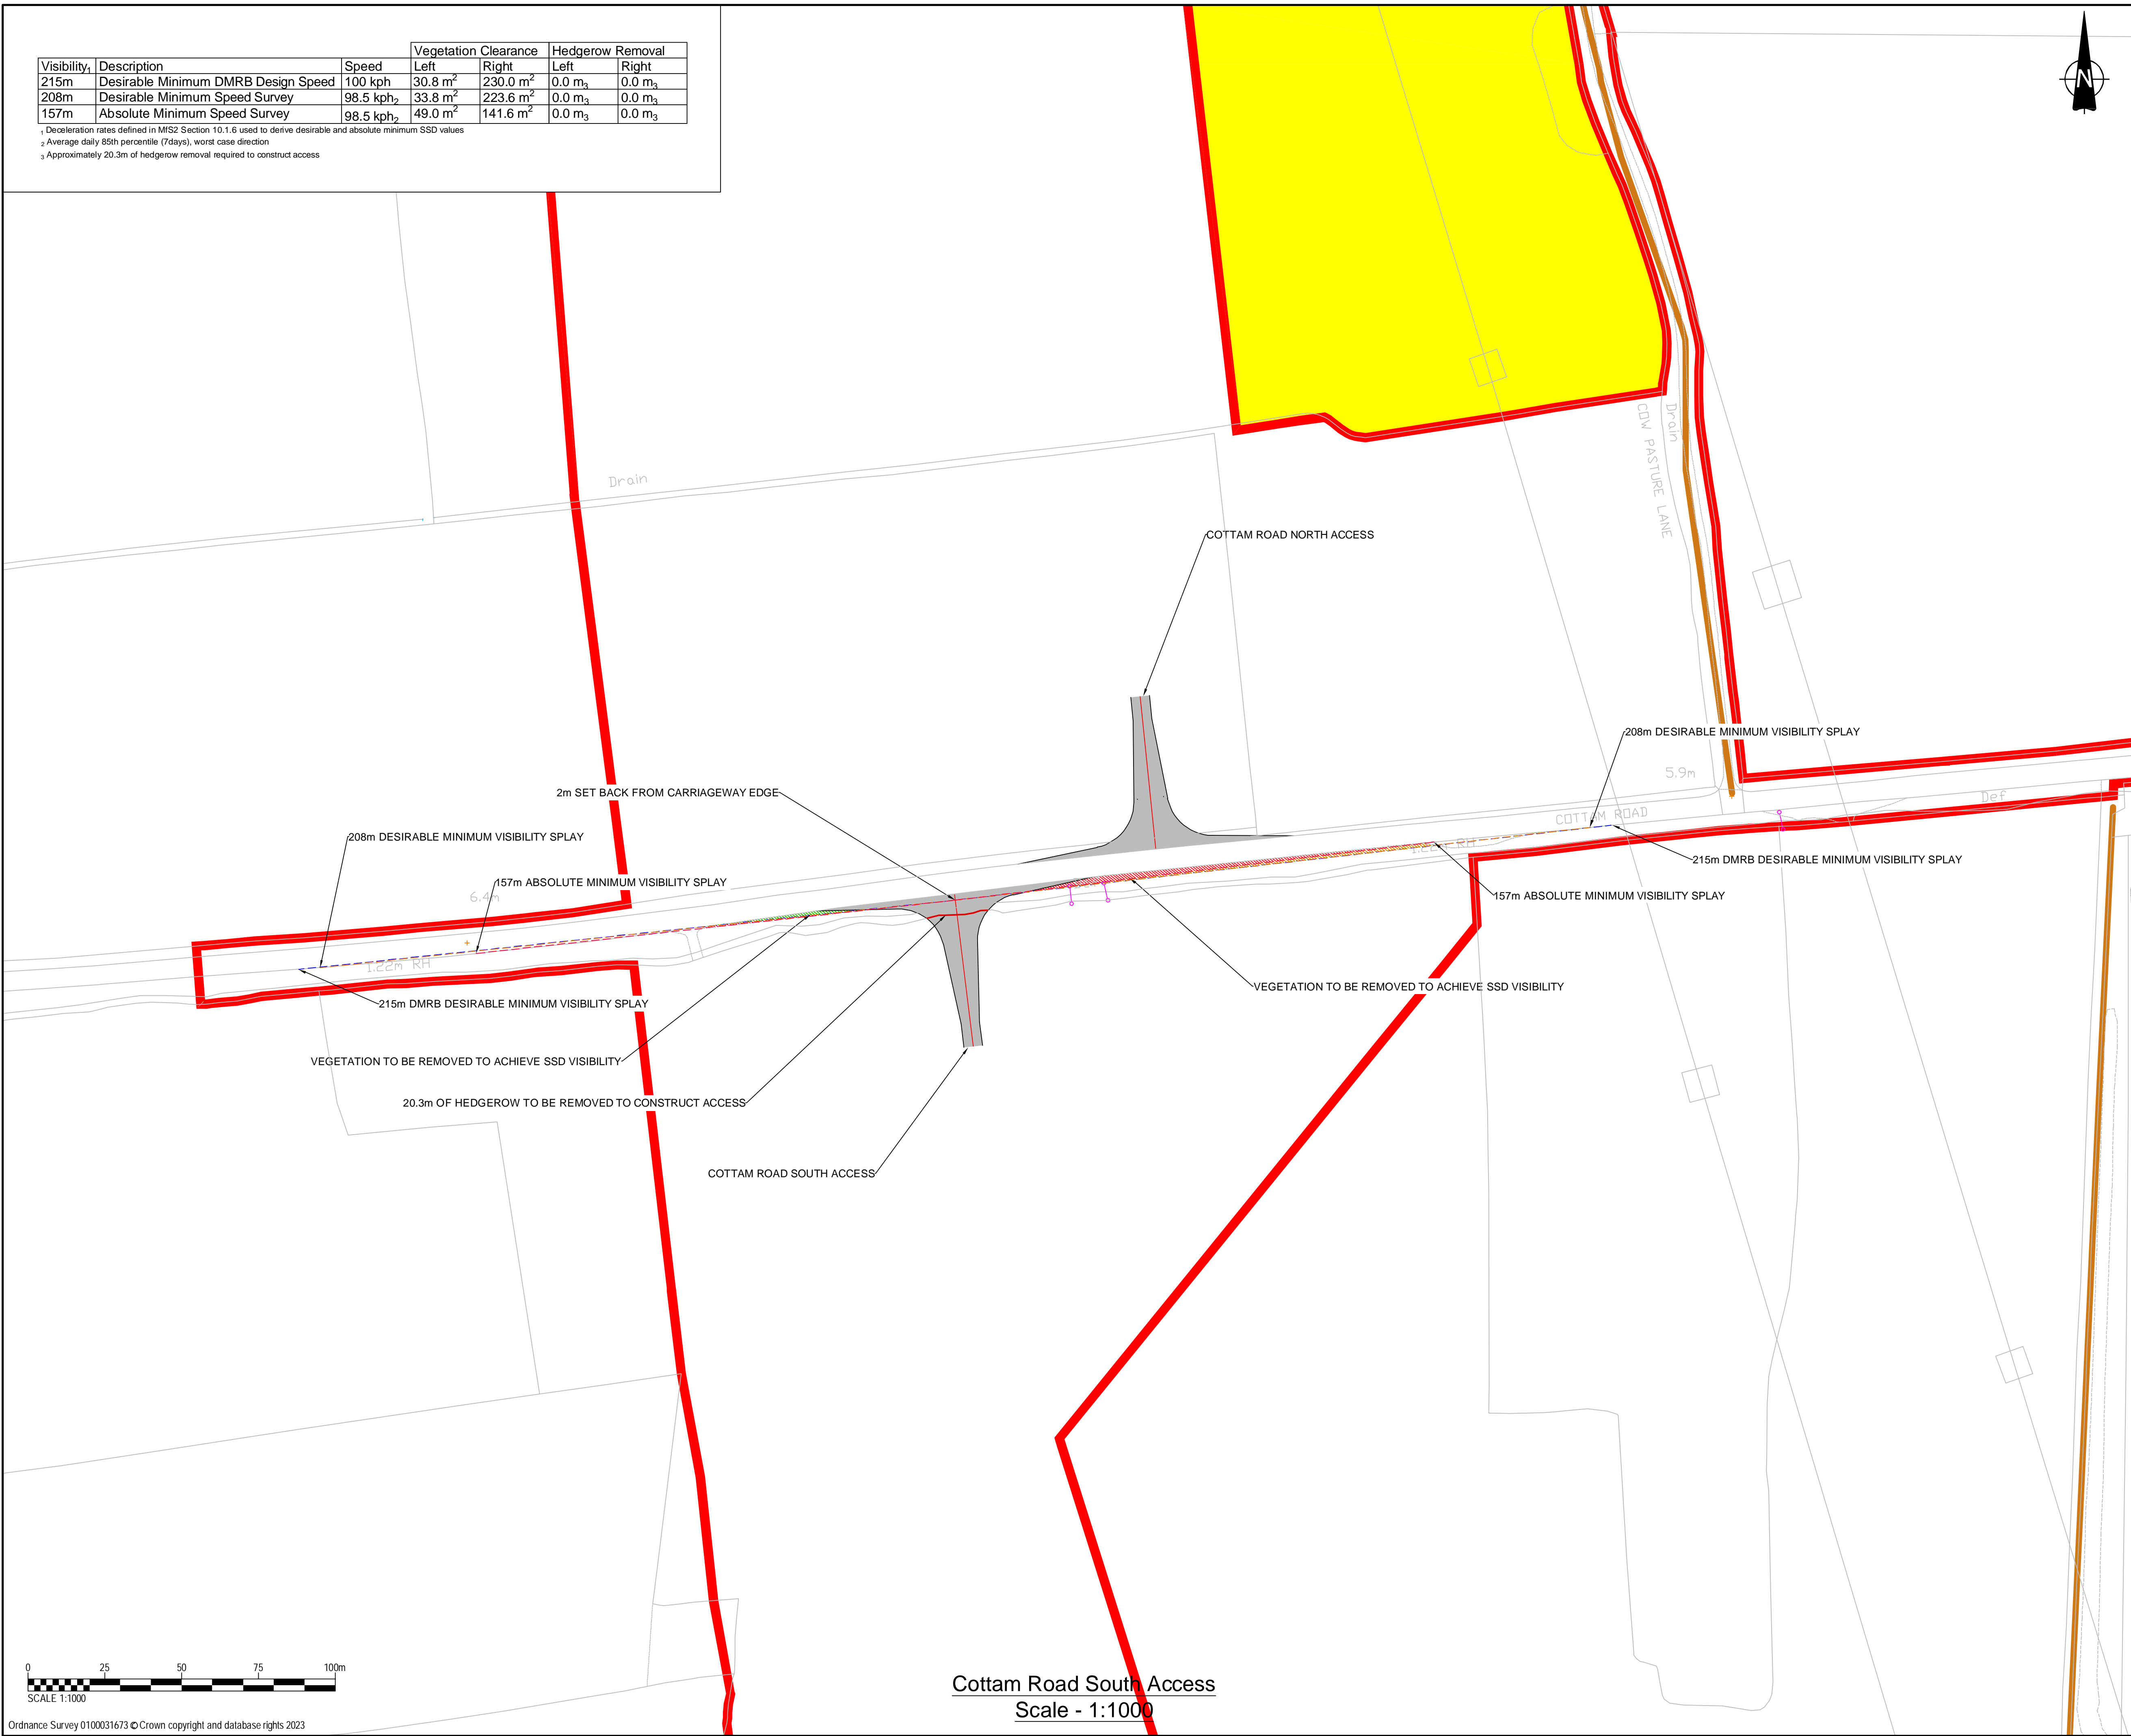 Vegetation Clearance Hedgerow Removal
Visibility₁ Description Speed Left Right Left Right
215m Desirable Minimum DMRB Design Speed 100 kph 30.8 m² 230.0 m² 0.0 m₃ 0.0 m₃
208m Desirable Minimum Speed Survey 98.5 kph₂ 33.8 m² 223.6 m² 0.0 m₃ 0.0 m₃
157m Absolute Minimum Speed Survey 98.5 kph₂ 49.0 m² 141.6 m² 0.0 m₃ 0.0 m₃
₁ Deceleration rates defined in MfS2 Section 10.1.6 used to derive desirable and absolute minimum SSD values
₂ Average daily 85th percentile (7days), worst case direction
₃ Approximately 20.3m of hedgerow removal required to construct access
N
Drain
COW PASTURE LANE
Drain
COTTAM ROAD NORTH ACCESS
208m DESIRABLE MINIMUM VISIBILITY SPLAY
5.9m
2m SET BACK FROM CARRIAGEWAY EDGE
Def
COTTAM ROAD
208m DESIRABLE MINIMUM VISIBILITY SPLAY
215m DMRB DESIRABLE MINIMUM VISIBILITY SPLAY
157m ABSOLUTE MINIMUM VISIBILITY SPLAY
6.4m
157m ABSOLUTE MINIMUM VISIBILITY SPLAY
1.22m RH
VEGETATION TO BE REMOVED TO ACHIEVE SSD VISIBILITY
215m DMRB DESIRABLE MINIMUM VISIBILITY SPLAY
VEGETATION TO BE REMOVED TO ACHIEVE SSD VISIBILITY
20.3m OF HEDGEROW TO BE REMOVED TO CONSTRUCT ACCESS
COTTAM ROAD SOUTH ACCESS
0 25 50 75 100m
SCALE 1:1000
Cottam Road South Access
Scale - 1:1000
Ordnance Survey 0100031673 © Crown copyright and database rights 2023